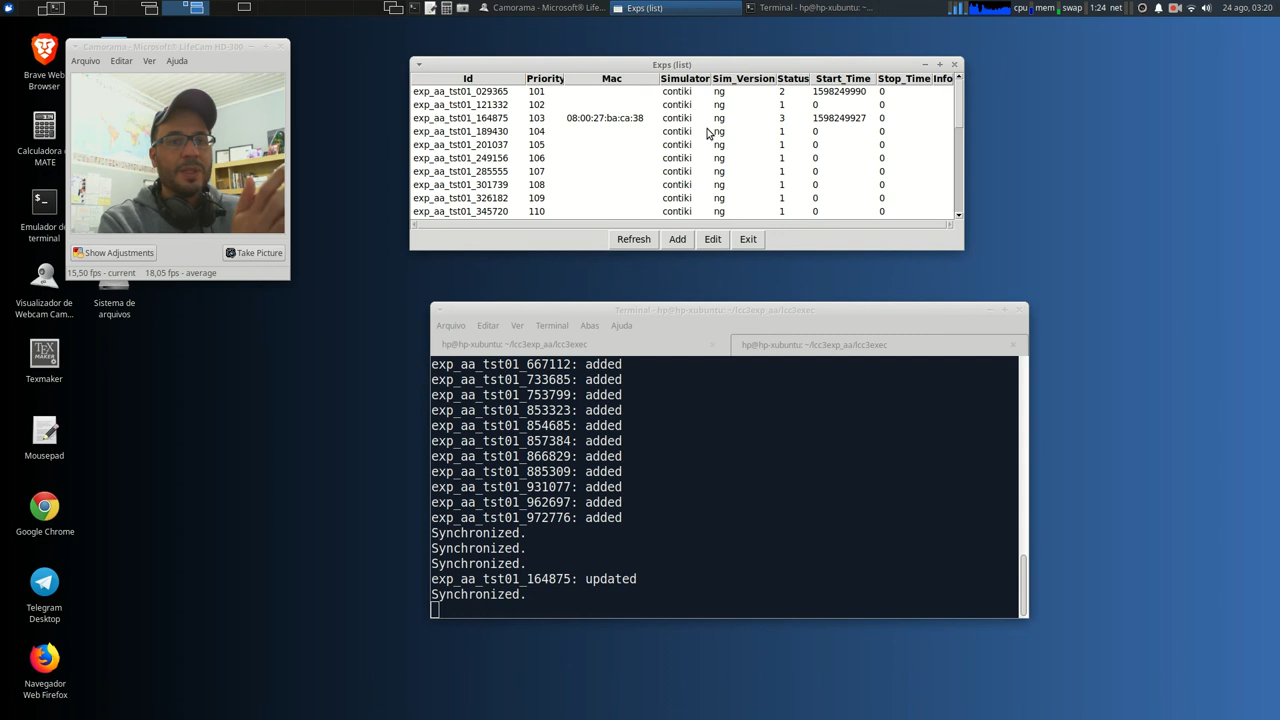 Camorama - Microsoft® Life...
Exps (list)
Terminal - hp@hp-xubuntu: ~...
cpu
mem
swap
1:24
net
24 ago, 03:20
Brave Web
Browser
Calculadora do
MATE
Emulador de
terminal
Visualizador de
Webcam Cam...
Sistema de
arquivos
Texmaker
Mousepad
Google Chrome
Telegram
Desktop
Navegador
Web Firefox
Camorama - Microsoft® LifeCam HD-300
Arquivo Editar Ver Ajuda
Show Adjustments
Take Picture
15,50 fps - current 18,05 fps - average
Exps (list)
Id Priority Mac Simulator Sim_Version Status Start_Time Stop_Time Info
exp_aa_tst01_029365 101 contiki ng 2 1598249990 0
exp_aa_tst01_121332 102 contiki ng 1 0 0
exp_aa_tst01_164875 103 08:00:27:ba:ca:38 contiki ng 3 1598249927 0
exp_aa_tst01_189430 104 contiki ng 1 0 0
exp_aa_tst01_201037 105 contiki ng 1 0 0
exp_aa_tst01_249156 106 contiki ng 1 0 0
exp_aa_tst01_285555 107 contiki ng 1 0 0
exp_aa_tst01_301739 108 contiki ng 1 0 0
exp_aa_tst01_326182 109 contiki ng 1 0 0
exp_aa_tst01_345720 110 contiki ng 1 0 0
Refresh Add Edit Exit
Terminal - hp@hp-xubuntu: ~/lcc3exp_aa/lcc3exec
Arquivo Editar Ver Terminal Abas Ajuda
hp@hp-xubuntu: ~/lcc3exp_aa/lcc3exec
hp@hp-xubuntu: ~/lcc3exp_aa/lcc3exec
exp_aa_tst01_667112: added
exp_aa_tst01_733685: added
exp_aa_tst01_753799: added
exp_aa_tst01_853323: added
exp_aa_tst01_854685: added
exp_aa_tst01_857384: added
exp_aa_tst01_866829: added
exp_aa_tst01_885309: added
exp_aa_tst01_931077: added
exp_aa_tst01_962697: added
exp_aa_tst01_972776: added
Synchronized.
Synchronized.
Synchronized.
exp_aa_tst01_164875: updated
Synchronized.